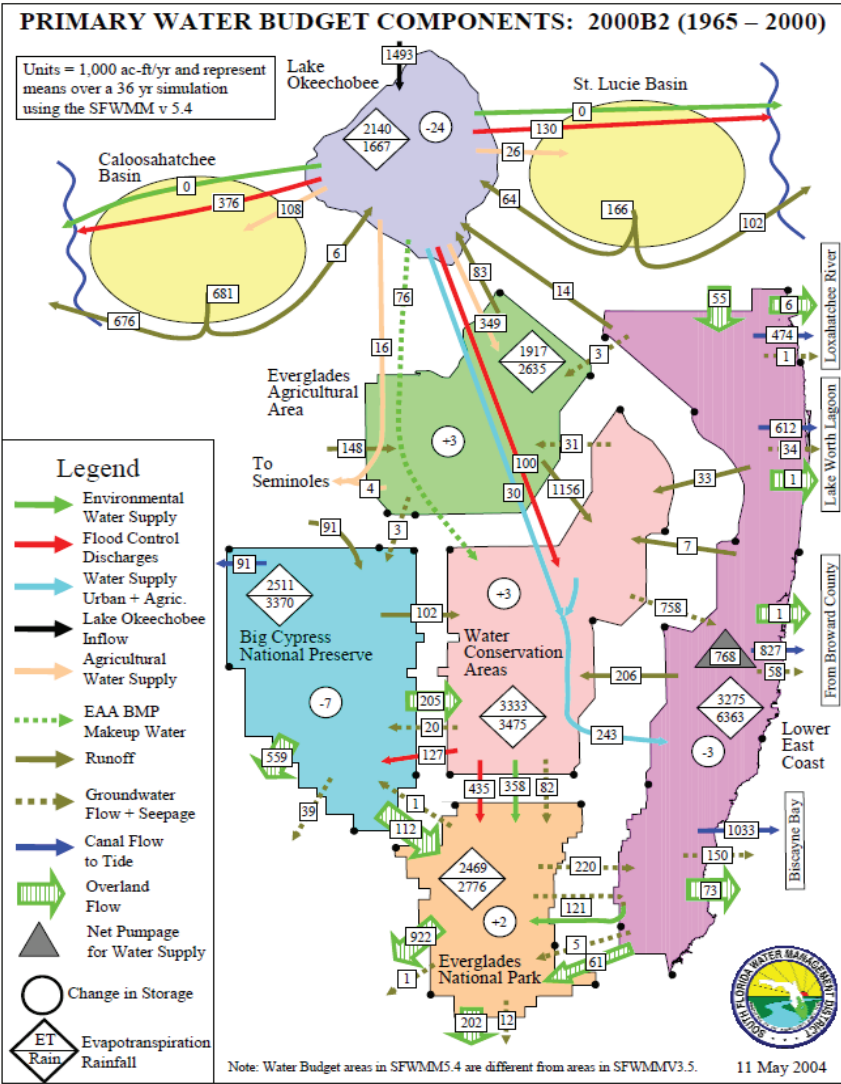 PRIMARY WATER BUDGET COMPONENTS: 2000B2 (1965 – 2000)
Units = 1,000 ac-ft/yr and represent
means over a 36 yr simulation
using the SFWMM v 5.4
Lake
Okeechobee
1493
2140
1667
-24
St. Lucie Basin
0
130
26
64
166
102
Caloosahatchee
Basin
0
376
108
6
681
676
76
83
349
14
16
55
6
474
1
Loxahatchee River
1917
2635
3
Everglades
Agricultural
Area
+3
148
To
Seminoles
4
100
30
31
1156
3
612
34
1
Lake Worth Lagoon
33
7
91
91
2511
3370
Big Cypress
National Preserve
-7
102
+3
Water
Conservation
Areas
758
206
1
827
58
From Broward County
768
3275
6363
-3
Lower
East
Coast
205
20
127
3333
3475
243
559
39
1
112
435
358
82
1033
150
73
Biscayne Bay
2469
2776
+2
220
121
5
61
922
1
Everglades
National Park
202
12
Legend
Environmental
Water Supply
Flood Control
Discharges
Water Supply
Urban + Agric.
Lake Okeechobee
Inflow
Agricultural
Water Supply
EAA BMP
Makeup Water
Runoff
Groundwater
Flow + Seepage
Canal Flow
to Tide
Overland
Flow
Net Pumpage
for Water Supply
Change in Storage
ET
Rain
Evapotranspiration
Rainfall
SOUTH FLORIDA WATER MANAGEMENT DISTRICT
Note: Water Budget areas in SFWMM5.4 are different from areas in SFWMMV3.5.
11 May 2004